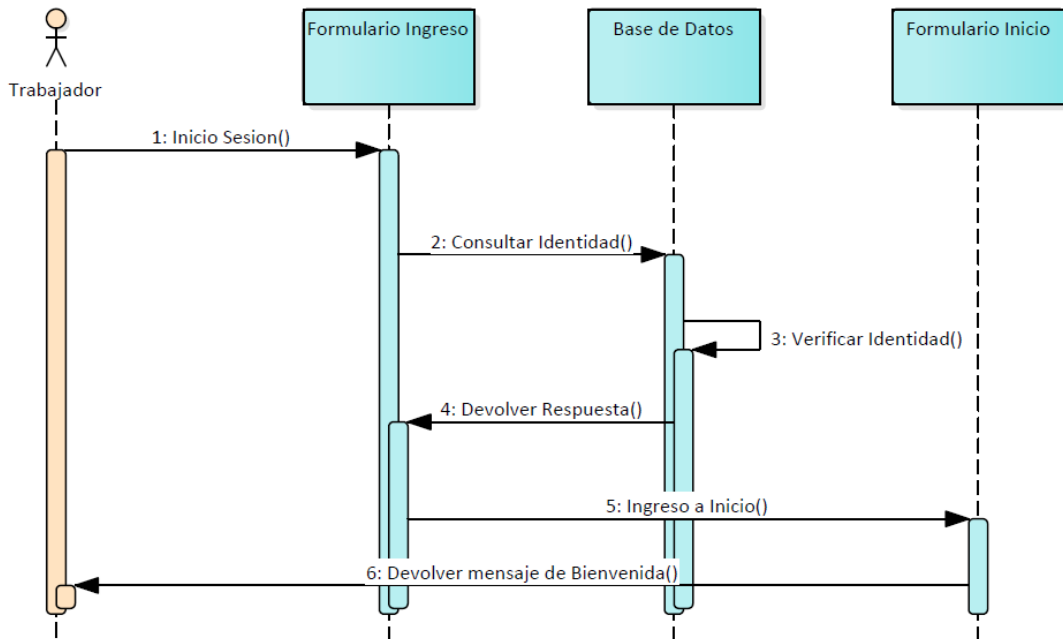 Formulario Ingreso
Base de Datos
Formulario Inicio
Trabajador
1: Inicio Sesion()
2: Consultar Identidad()
3: Verificar Identidad()
4: Devolver Respuesta()
5: Ingreso a Inicio()
6: Devolver mensaje de Bienvenida()